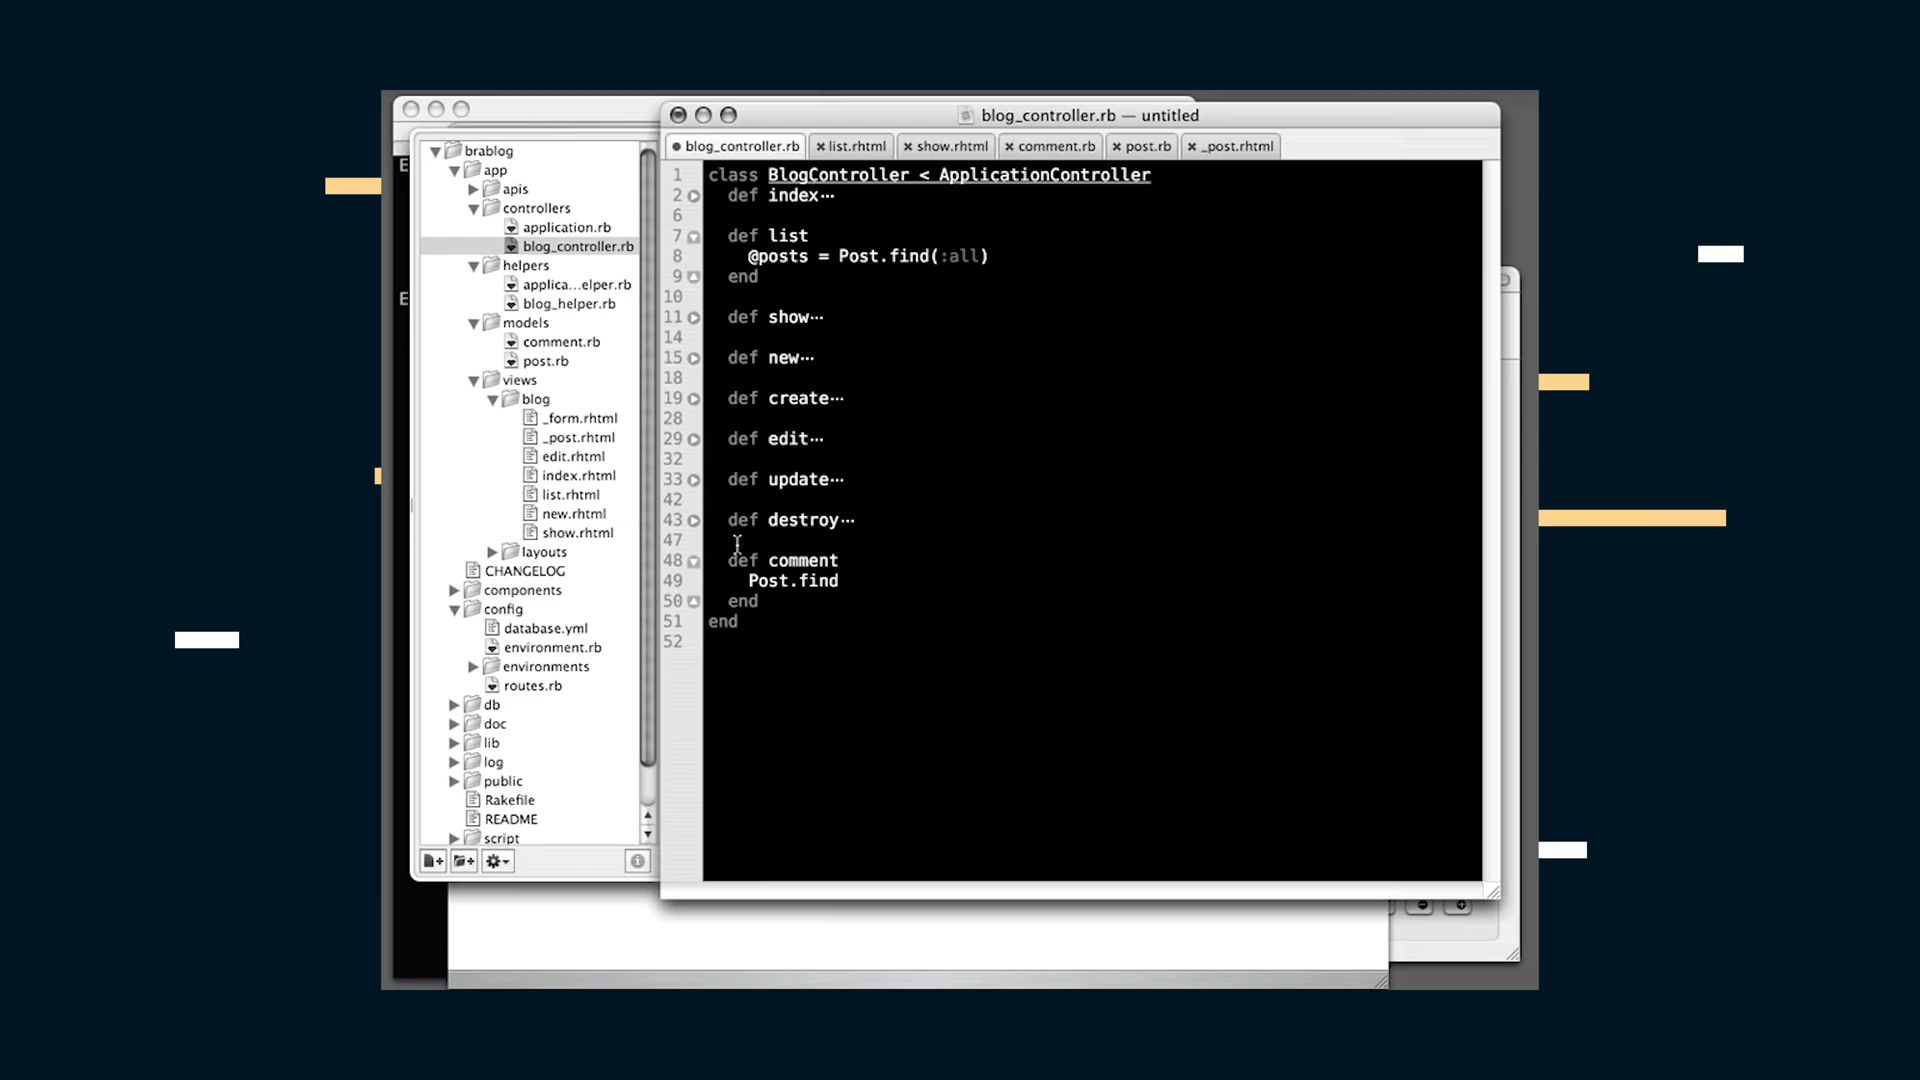 blog_controller.rb — untitled
blog_controller.rb
list.rhtml
show.rhtml
comment.rb
post.rb
_post.rhtml
brablog
app
apis
controllers
application.rb
blog_controller.rb
helpers
applica...elper.rb
blog_helper.rb
models
comment.rb
post.rb
views
blog
_form.rhtml
_post.rhtml
edit.rhtml
index.rhtml
list.rhtml
new.rhtml
show.rhtml
layouts
CHANGELOG
components
config
database.yml
environment.rb
environments
routes.rb
db
doc
lib
log
public
Rakefile
README
script
E
E
1 class BlogController < ApplicationController
2 def index...
6
7 def list
8 @posts = Post.find(:all)
9 end
10
11 def show...
14
15 def new...
18
19 def create...
28
29 def edit...
32
33 def update...
42
43 def destroy...
47
48 def comment
49 Post.find
50 end
51 end
52